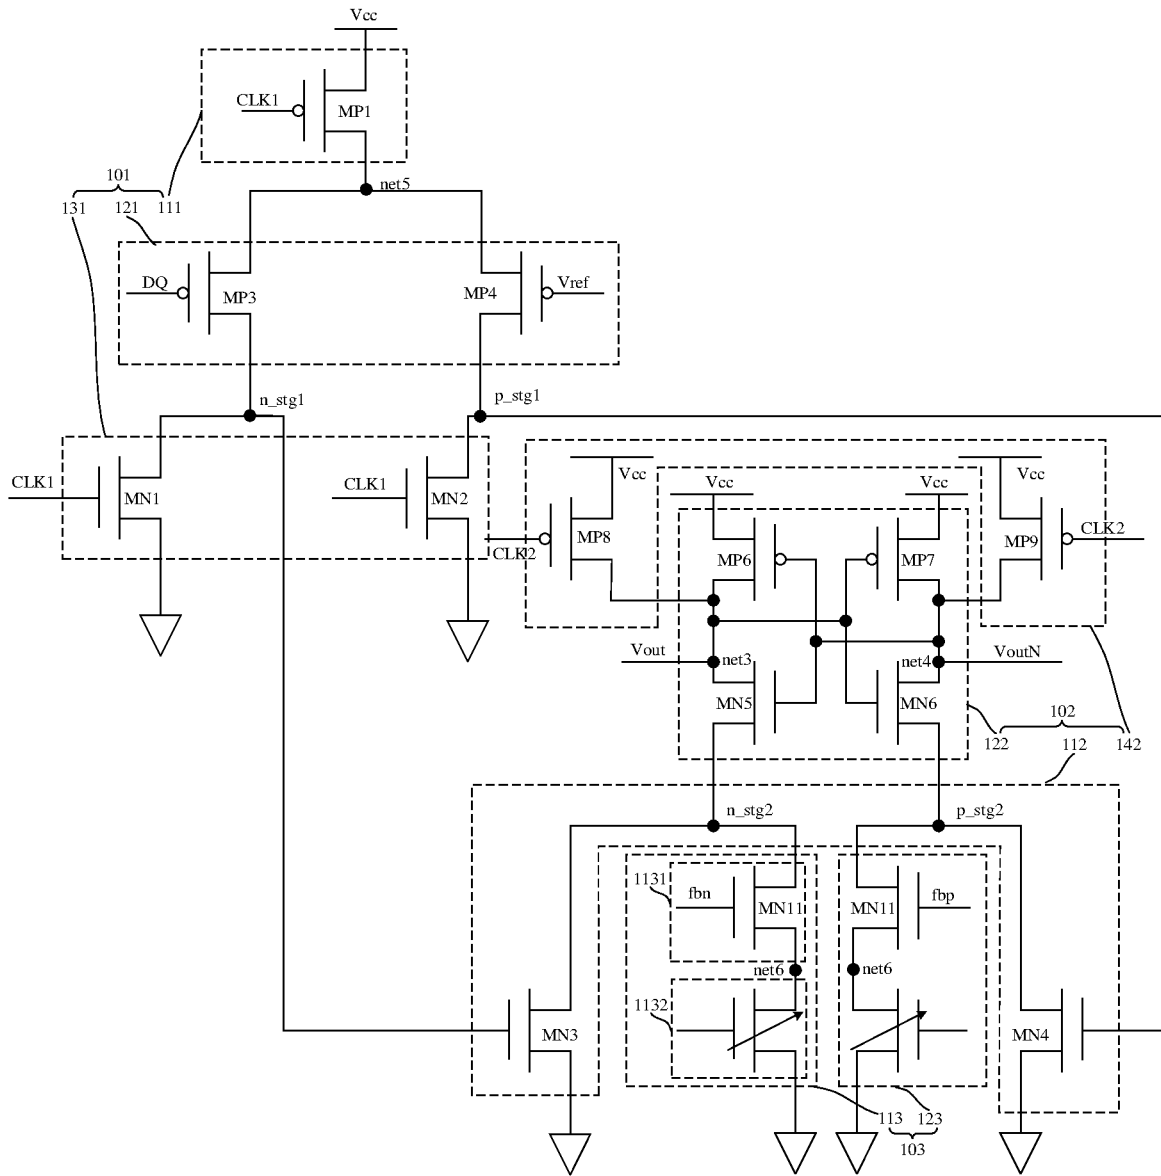 Vcc
CLK1
MP1
net5
101
131 121 111
DQ
MP3
MP4
Vref
n_stg1
p_stg1
CLK1
MN1
CLK1
MN2
Vcc
Vcc
Vcc
Vcc
CLK2
MP8
MP6
MP7
MP9
CLK2
Vout
net3
net4
VoutN
MN5
MN6
102
122 112 142
n_stg2
p_stg2
1131
fbn
MN11
MN11
fbp
net6
net6
1132
MN3
MN4
113 123
103